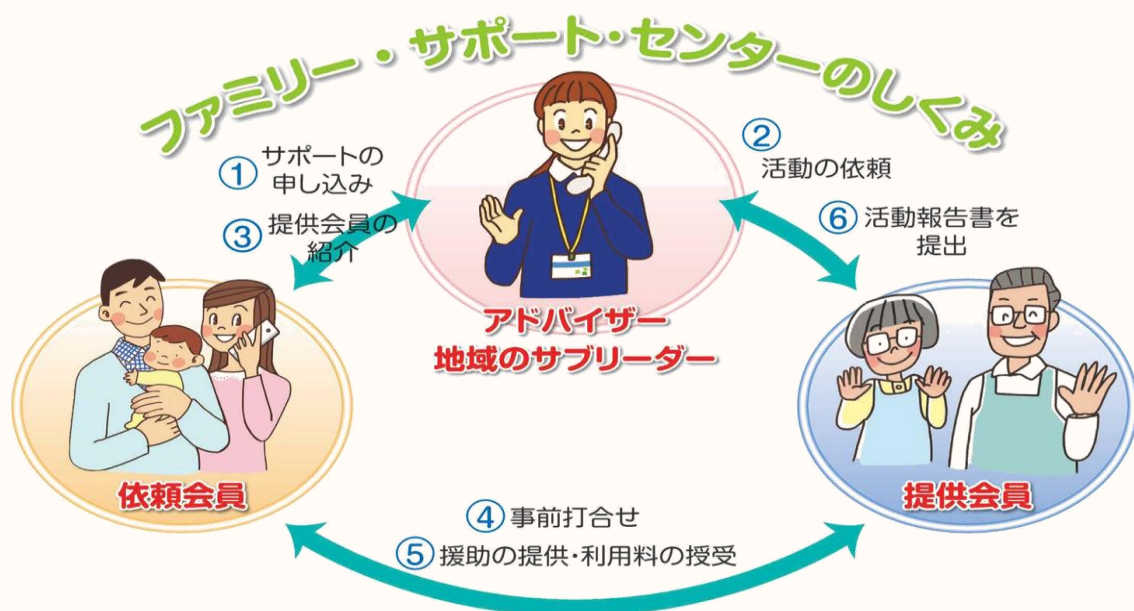 ファミリー・サポート・センターのしくみ
① サポートの
申し込み
③ 提供会員の
紹介
②
活動の依頼
⑥ 活動報告書を
提出
アドバイザー
地域のサブリーダー
依頼会員
提供会員
④ 事前打合せ
⑤ 援助の提供・利用料の授受